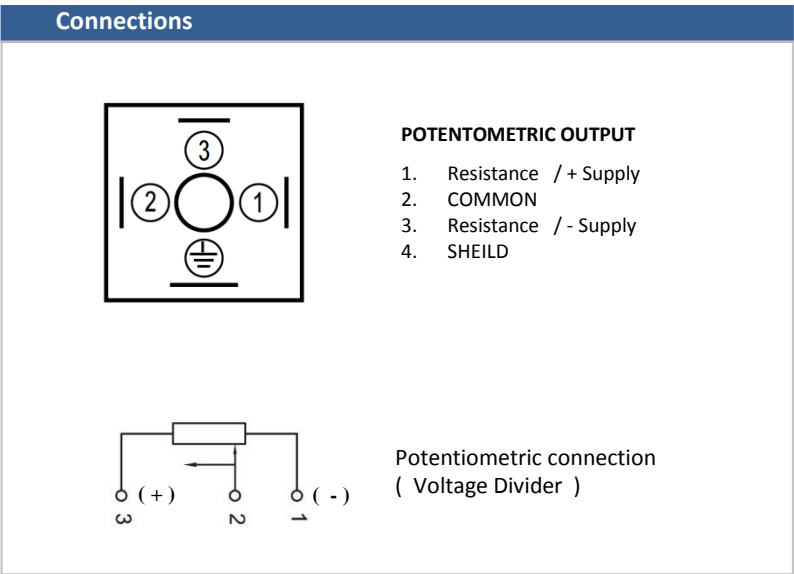 Connections
3
2
1
POTENTOMETRIC OUTPUT
1. Resistance / + Supply
2. COMMON
3. Resistance / - Supply
4. SHEILD
( + )
( - )
3
2
1
Potentiometric connection
( Voltage Divider )